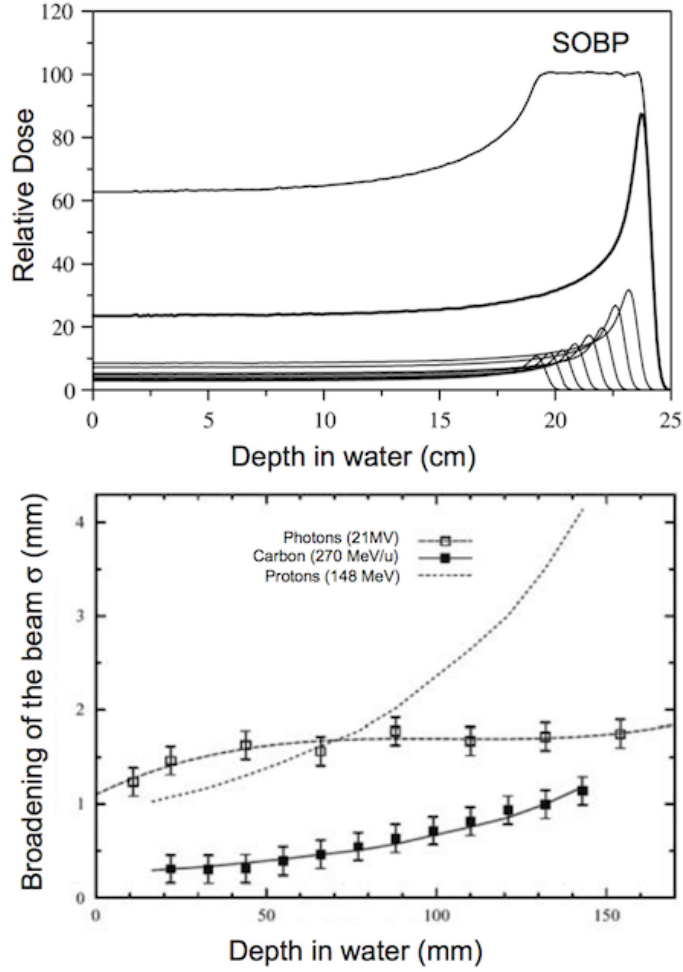 120
100
80
60
40
20
0
Relative Dose
SOBP
0 5 10 15 20 25
Depth in water (cm)
4
3
2
1
0
Broadening of the beam σ (mm)
Photons (21MV)
Carbon (270 MeV/u)
Protons (148 MeV)
0 50 100 150
Depth in water (mm)